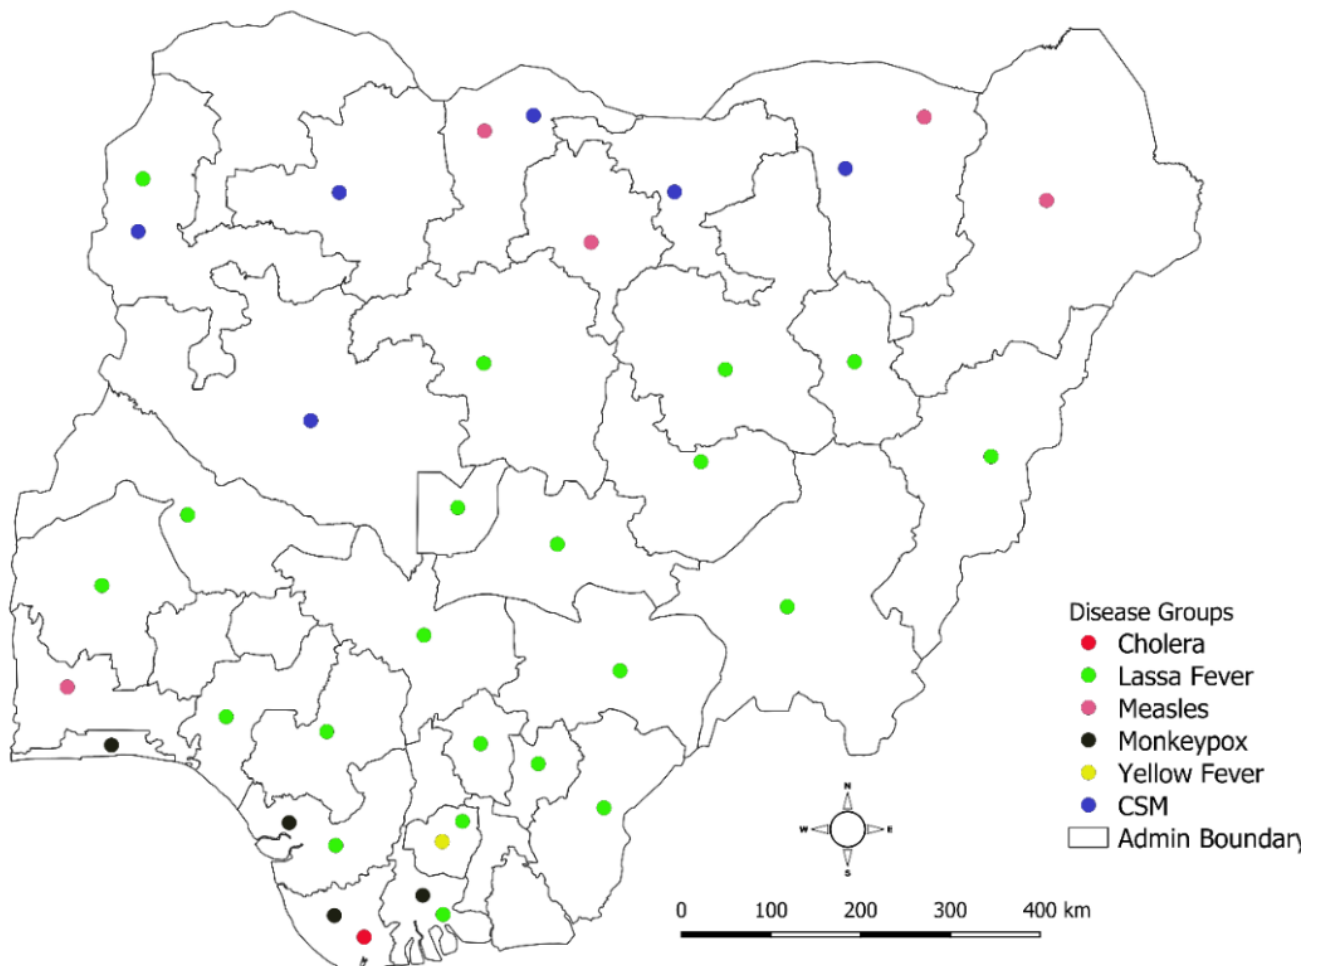 Disease Groups
Cholera
Lassa Fever
Measles
Monkeypox
Yellow Fever
CSM
Admin Boundary
N
W E
S
0 100 200 300 400 km